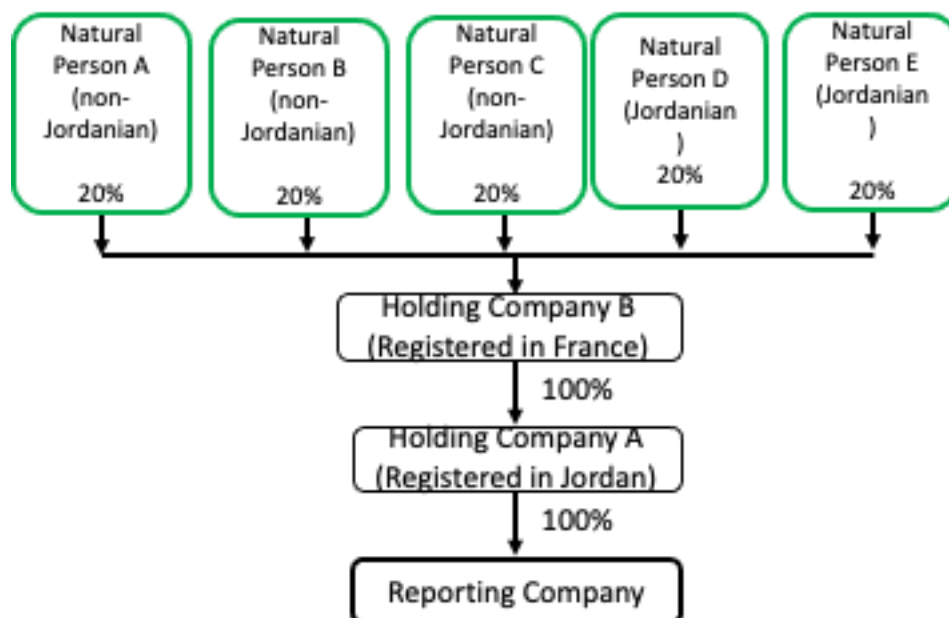 Natural
Person A
(non-
Jordanian)
20%
Natural
Person B
(non-
Jordanian)
20%
Natural
Person C
(non-
Jordanian)
20%
Natural
Person D
(Jordanian
)
20%
Natural
Person E
(Jordanian
)
20%
Holding Company B
(Registered in France)
100%
Holding Company A
(Registered in Jordan)
100%
Reporting Company